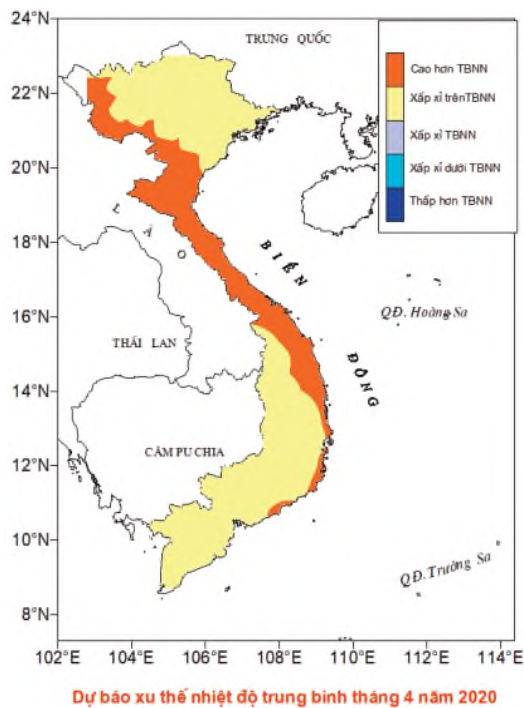 24°N
22°N
20°N
18°N
16°N
14°N
12°N
10°N
8°N
102°E 104°E 106°E 108°E 110°E 112°E 114°E
TRUNG QUỐC
Cao hơn TBNN
Xấp xỉ trênTBNN
Xấp xỉ TBNN
Xấp xỉ dưới TBNN
Thấp hơn TBNN
LÀO
BIỂN ĐÔNG
THÁI LAN
CĂM PU CHIA
QĐ. Hoàng Sa
QĐ. Trường Sa
Dự báo xu thế nhiệt độ trung bình tháng 4 năm 2020